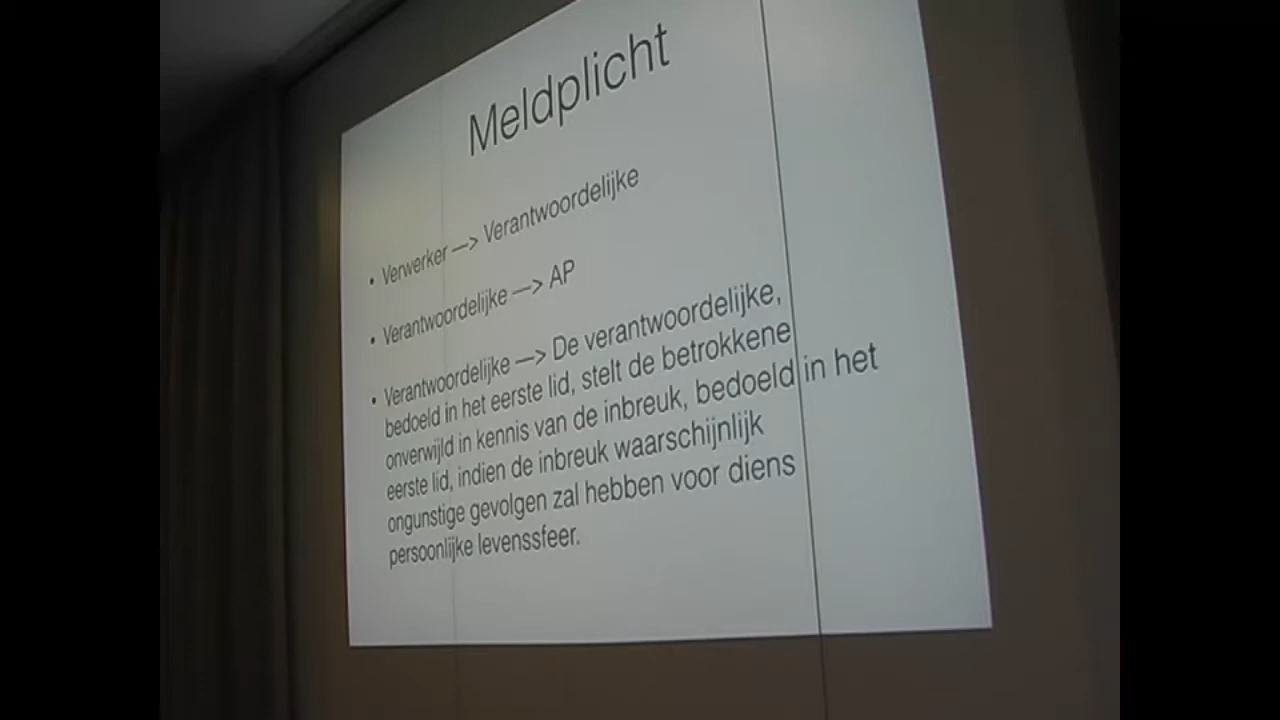 Meldplicht
• Verwerker —> Verantwoordelijke
• Verantwoordelijke —> AP
• Verantwoordelijke —> De verantwoordelijke,
bedoeld in het eerste lid, stelt de betrokkene
onverwijld in kennis van de inbreuk, bedoeld in het
eerste lid, indien de inbreuk waarschijnlijk
ongunstige gevolgen zal hebben voor diens
persoonlijke levenssfeer.